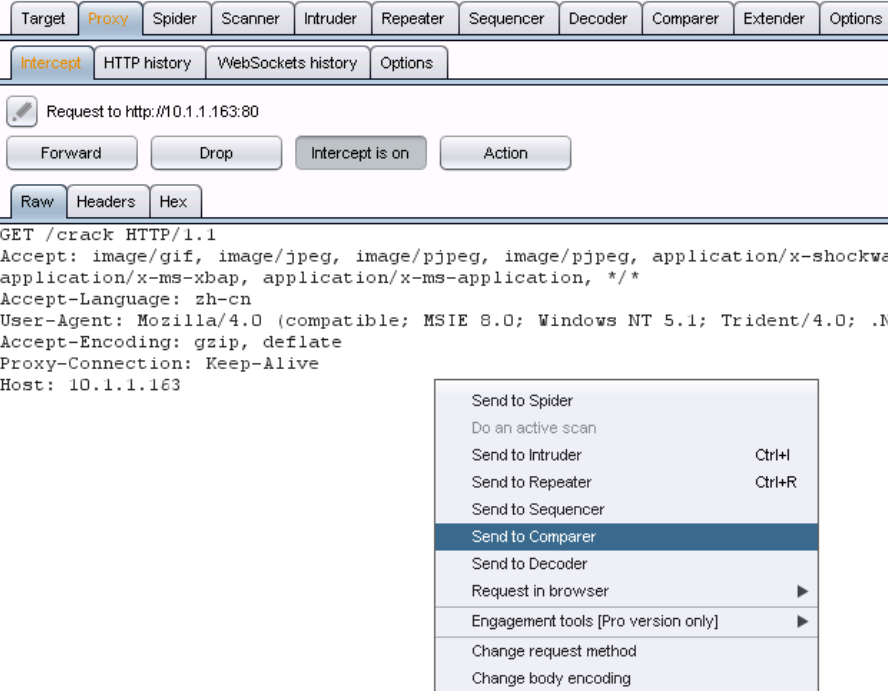 Target Proxy Spider Scanner Intruder Repeater Sequencer Decoder Comparer Extender Options
Intercept HTTP history WebSockets history Options
Request to http://10.1.1.163:80
Forward Drop Intercept is on Action
Raw Headers Hex
GET /crack HTTP/1.1
Accept: image/gif, image/jpeg, image/pjpeg, image/pjpeg, application/x-shockwa
application/x-ms-xbap, application/x-ms-application, */*
Accept-Language: zh-cn
User-Agent: Mozilla/4.0 (compatible; MSIE 8.0; Windows NT 5.1; Trident/4.0; .N
Accept-Encoding: gzip, deflate
Proxy-Connection: Keep-Alive
Host: 10.1.1.163
Send to Spider
Do an active scan
Send to Intruder Ctrl+I
Send to Repeater Ctrl+R
Send to Sequencer
Send to Comparer
Send to Decoder
Request in browser
Engagement tools [Pro version only]
Change request method
Change body encoding